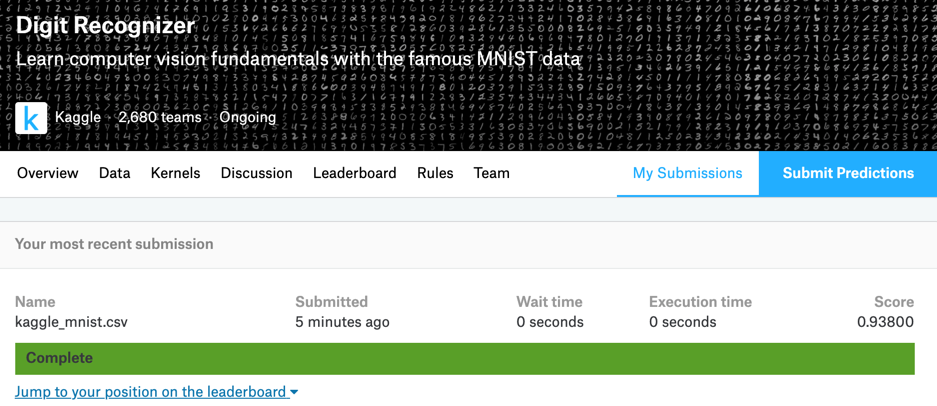 Digit Recognizer
Learn computer vision fundamentals with the famous MNIST data
k Kaggle · 2,680 teams · Ongoing
Overview Data Kernels Discussion Leaderboard Rules Team My Submissions Submit Predictions
Your most recent submission
Name Submitted Wait time Execution time Score
kaggle_mnist.csv 5 minutes ago 0 seconds 0 seconds 0.93800
Complete
Jump to your position on the leaderboard